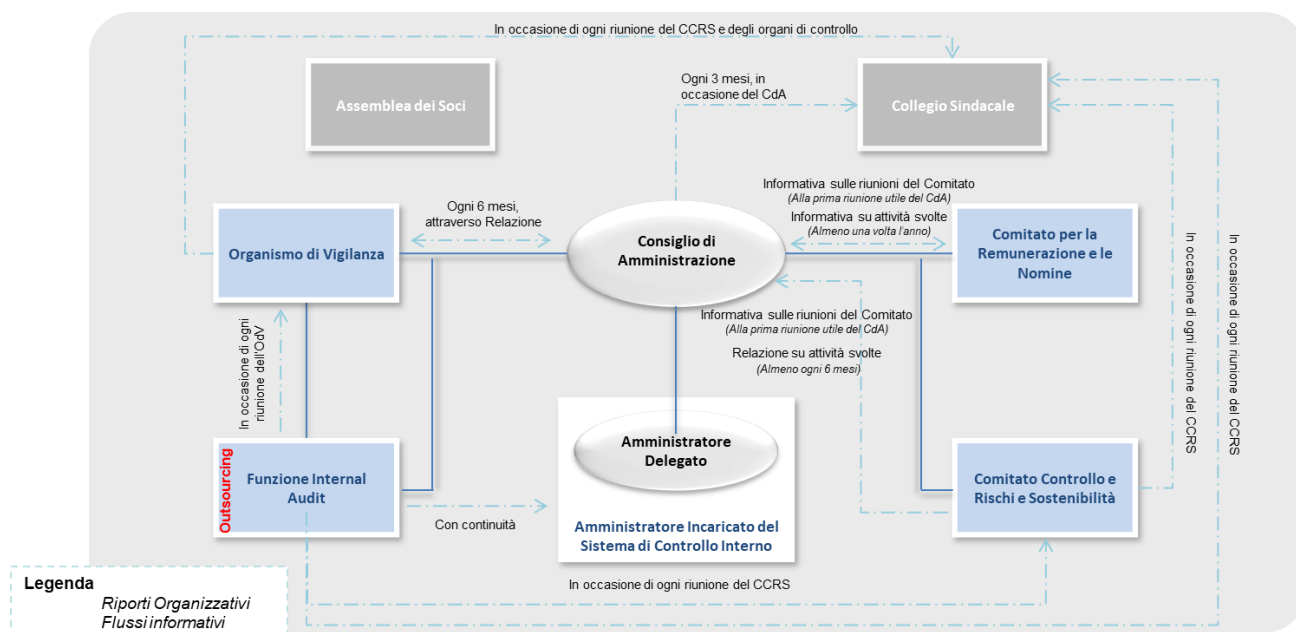 In occasione di ogni riunione del CCRS e degli organi di controllo
Assemblea dei Soci
Ogni 3 mesi, in
occasione del CdA
Collegio Sindacale
Organismo di Vigilanza
Ogni 6 mesi,
attraverso Relazione
Consiglio di
Amministrazione
Informativa sulle riunioni del Comitato
(Alla prima riunione utile del CdA)
Informativa su attività svolte
(Almeno una volta l'anno)
Comitato per la
Remunerazione e le
Nomine
In occasione di ogni riunione del CCRS
In occasione di ogni riunione del CCRS
In occasione di ogni
riunione dell'OdV
Informativa sulle riunioni del Comitato
(Alla prima riunione utile del CdA)
Relazione su attività svolte
(Almeno ogni 6 mesi)
Outsourcing
Funzione Internal
Audit
Con continuità
Amministratore
Delegato
Amministratore Incaricato del
Sistema di Controllo Interno
Comitato Controllo e
Rischi e Sostenibilità
In occasione di ogni riunione del CCRS
Legenda
Riporti Organizzativi
Flussi informativi